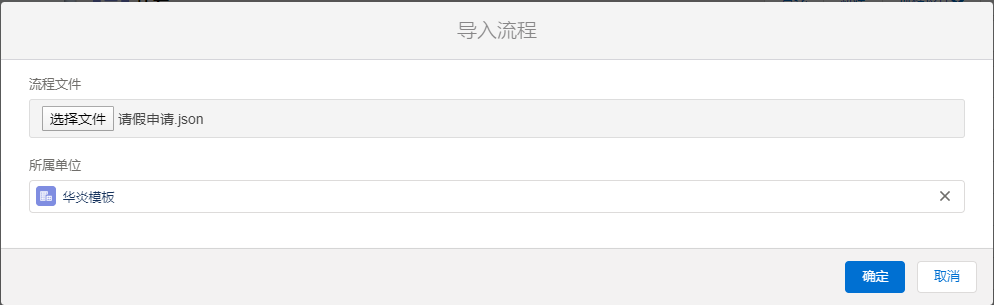 导入流程
流程文件
选择文件 请假申请.json
所属单位
华炎模板
确定 取消